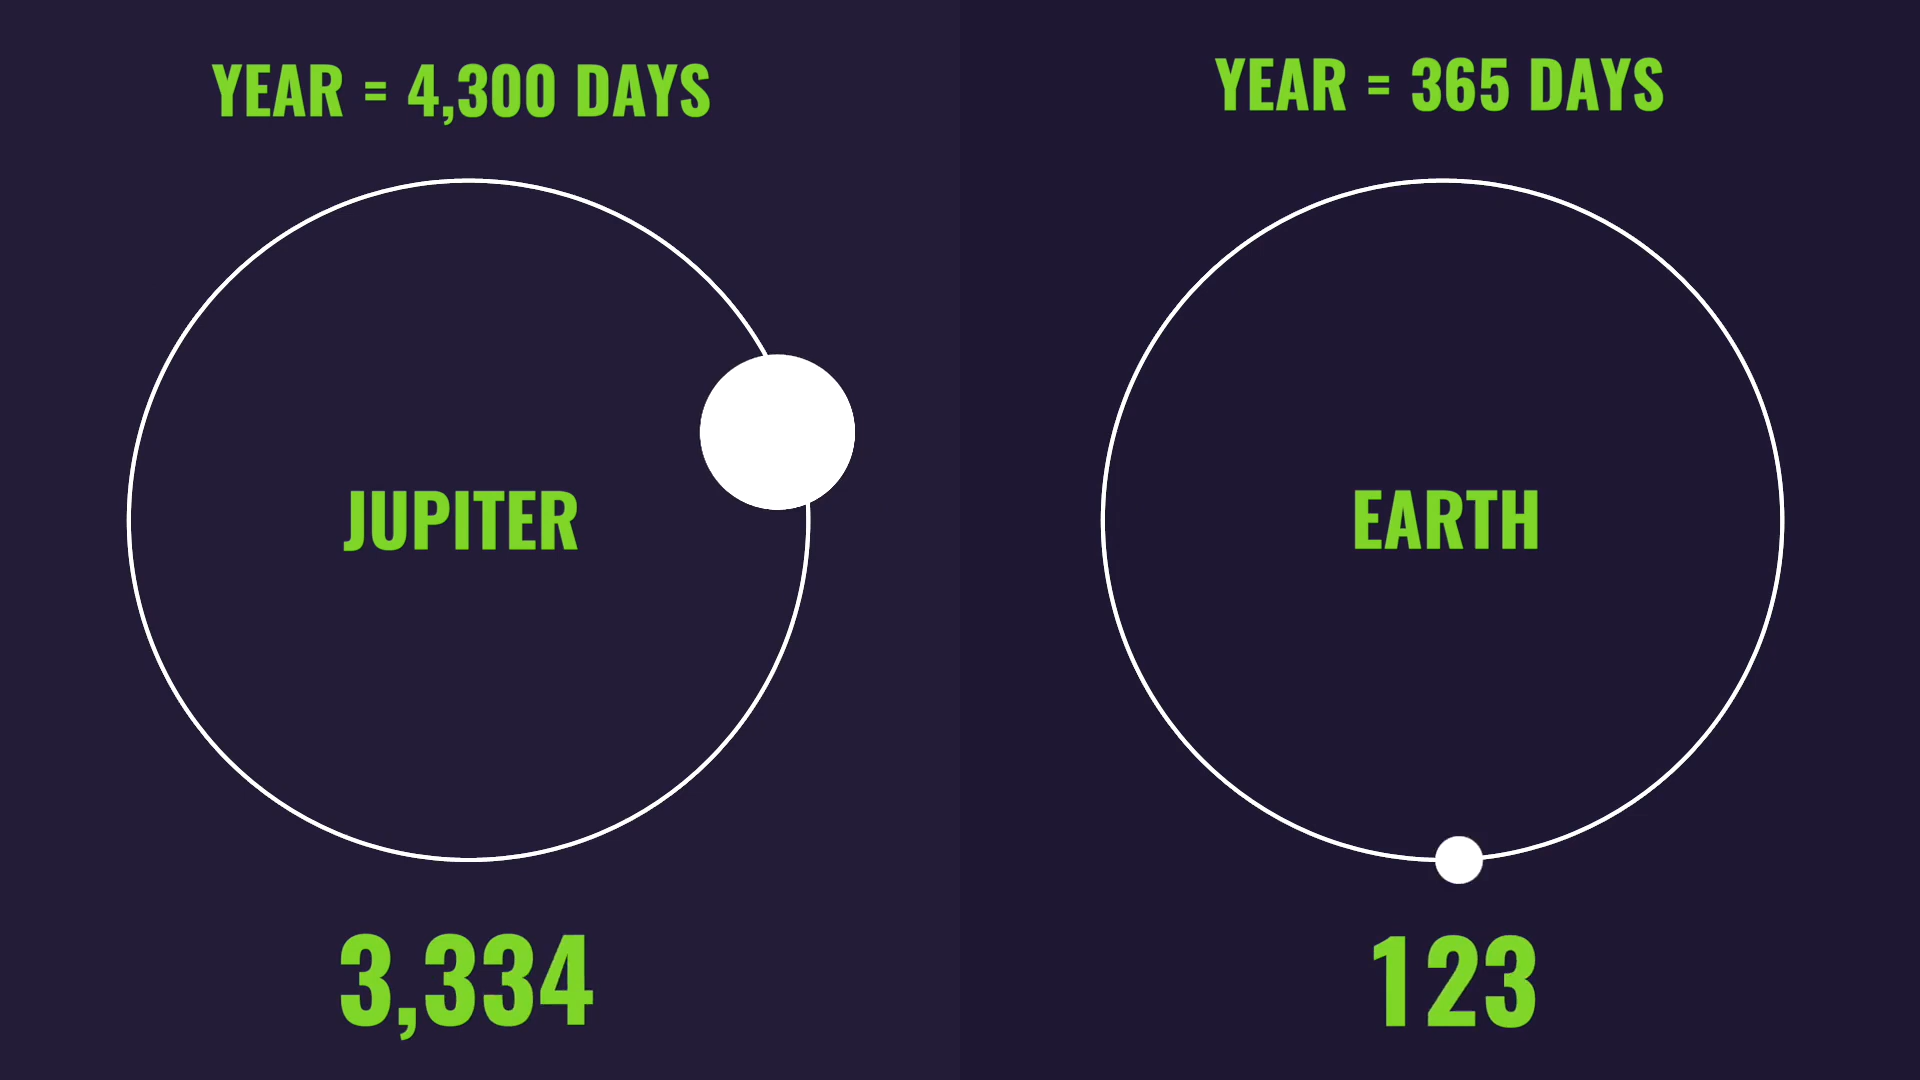 YEAR = 4,300 DAYS
JUPITER
3,334
YEAR = 365 DAYS
EARTH
123